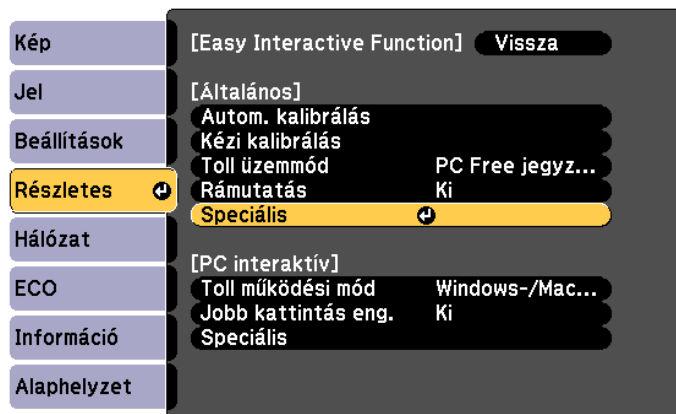 Kép
Jel
Beállítások
Részletes
Hálózat
ECO
Információ
Alaphelyzet
[Easy Interactive Function] Vissza
[Általános]
Autom. kalibrálás
Kézi kalibrálás
Toll üzemmód PC Free jegyz...
Rámutatás Ki
Speciális
[PC interaktív]
Toll működési mód Windows-/Mac...
Jobb kattintás eng. Ki
Speciális